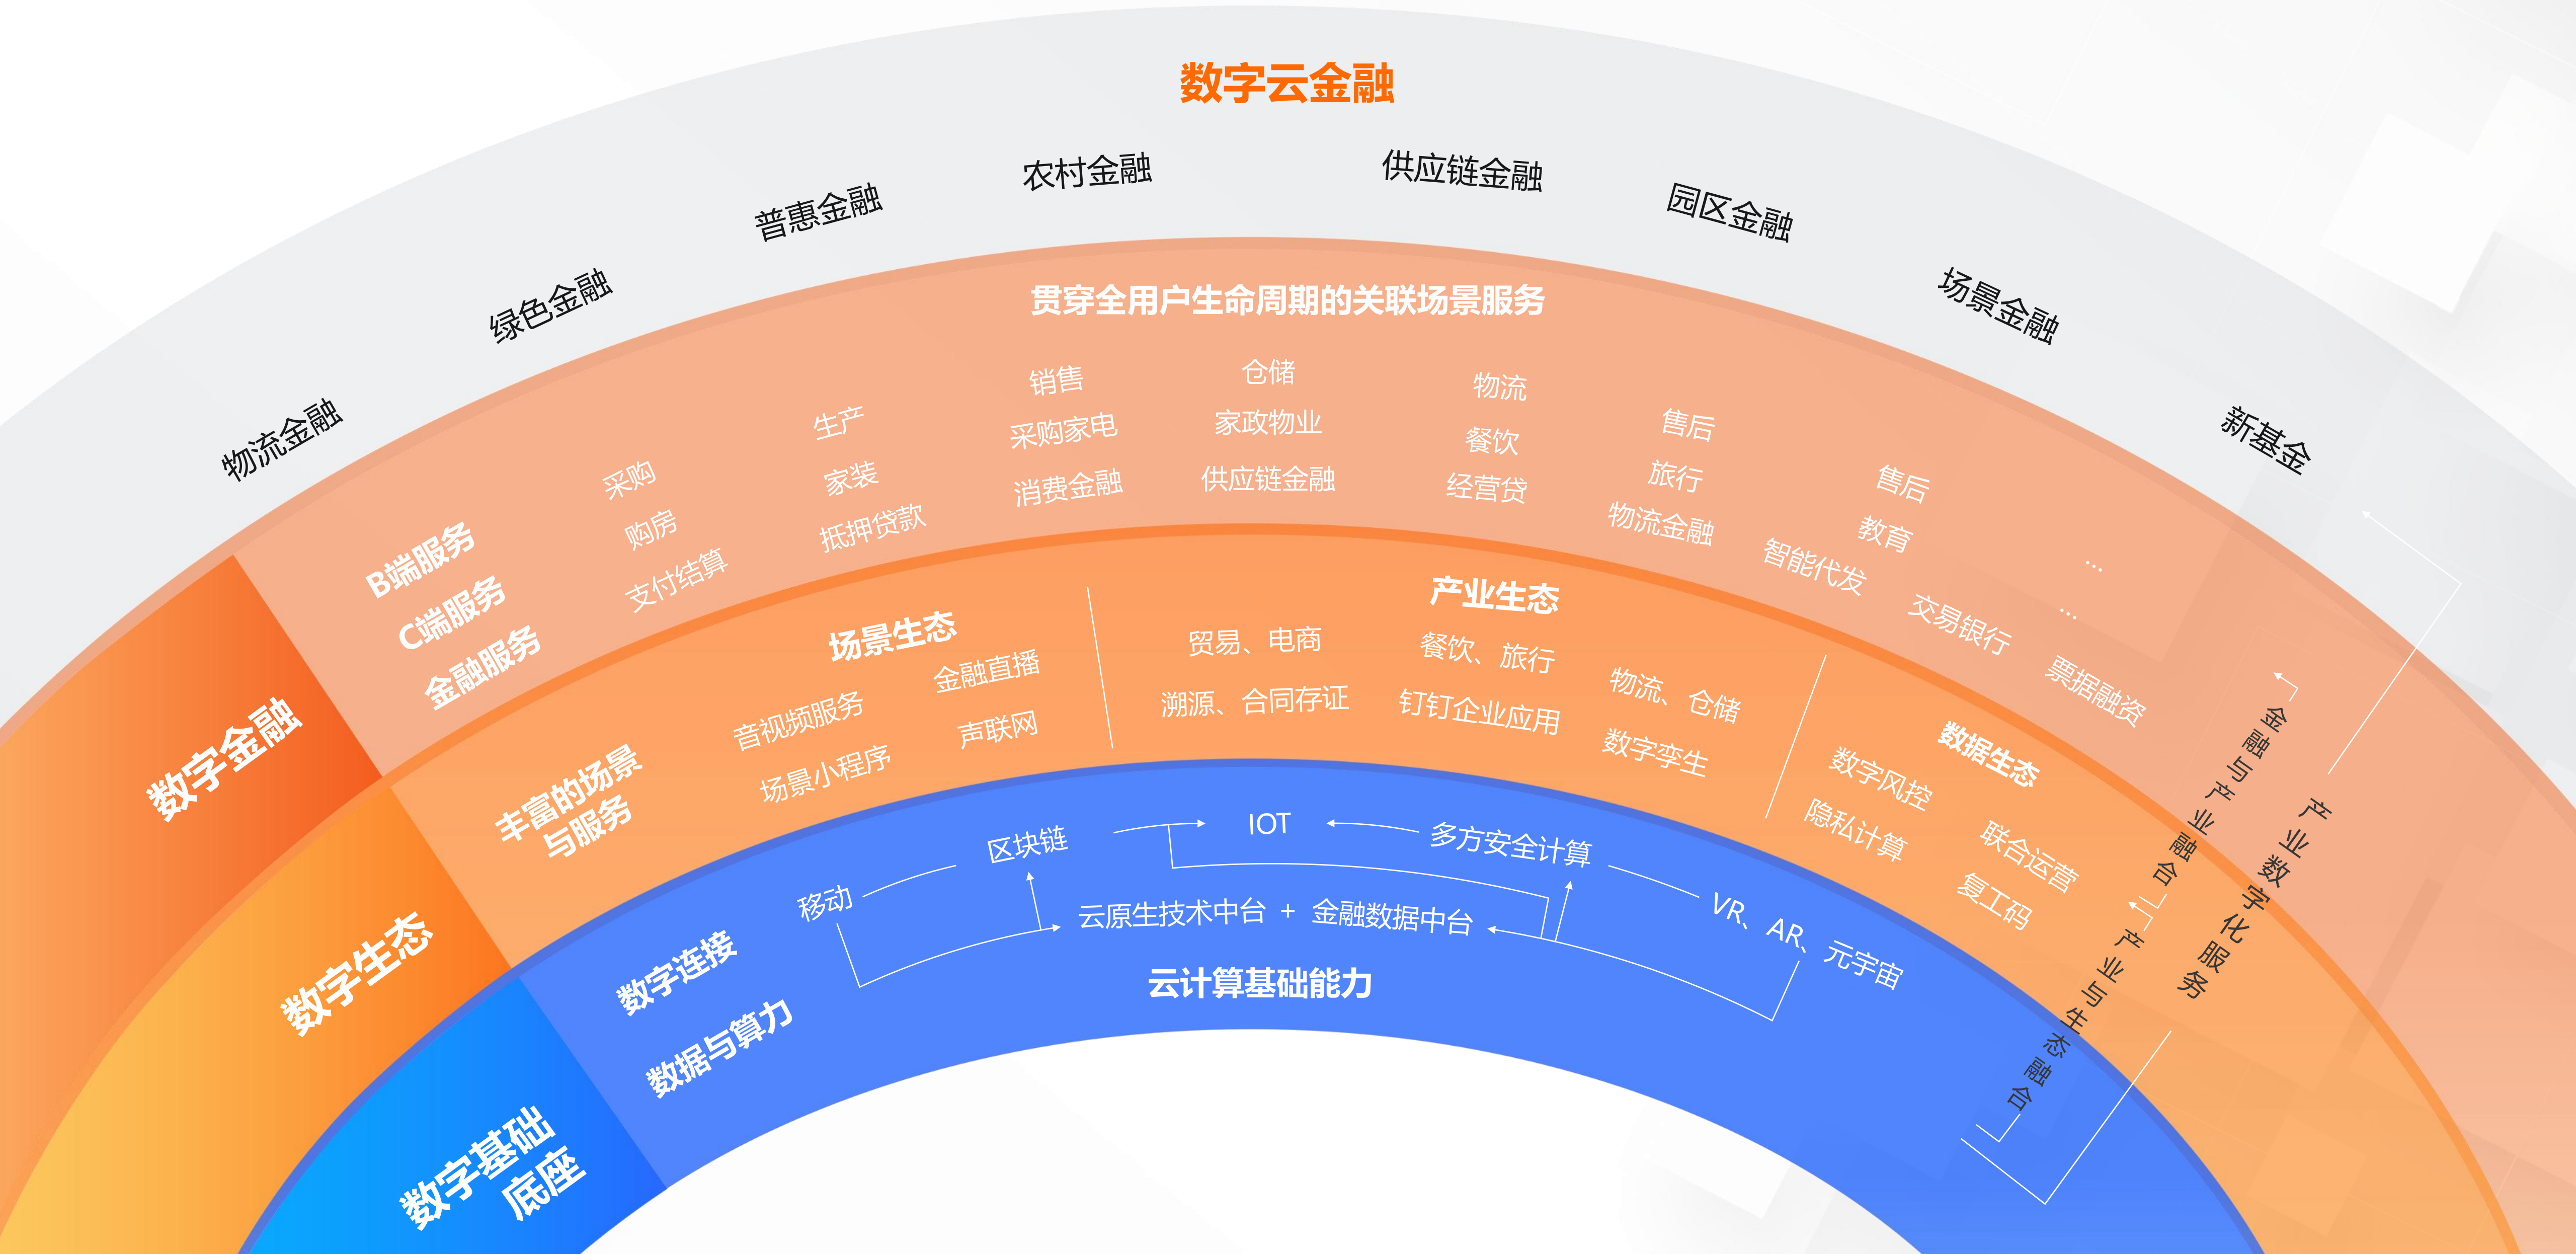 数字云金融
物流金融
绿色金融
普惠金融
农村金融
供应链金融
园区金融
场景金融
新基金
数字金融
贯穿全用户生命周期的关联场景服务
B端服务
采购
生产
销售
仓储
物流
售后
售后
...
C端服务
购房
家装
采购家电
家政物业
餐饮
旅行
教育
...
金融服务
支付结算
抵押贷款
消费金融
供应链金融
经营贷
物流金融
智能代发
交易银行
票据融资
数字生态
丰富的场景
与服务
场景生态
音视频服务
金融直播
场景小程序
声联网
产业生态
贸易、电商
餐饮、旅行
物流、仓储
溯源、合同存证
钉钉企业应用
数字孪生
数据生态
数字风控
联合运营
隐私计算
复工码
数字基础
底座
数字连接
移动
区块链
IOT
多方安全计算
VR、AR、元宇宙
云原生技术中台 + 金融数据中台
数据与算力
云计算基础能力
金融与产业融合
产业与生态融合
产业数字化服务